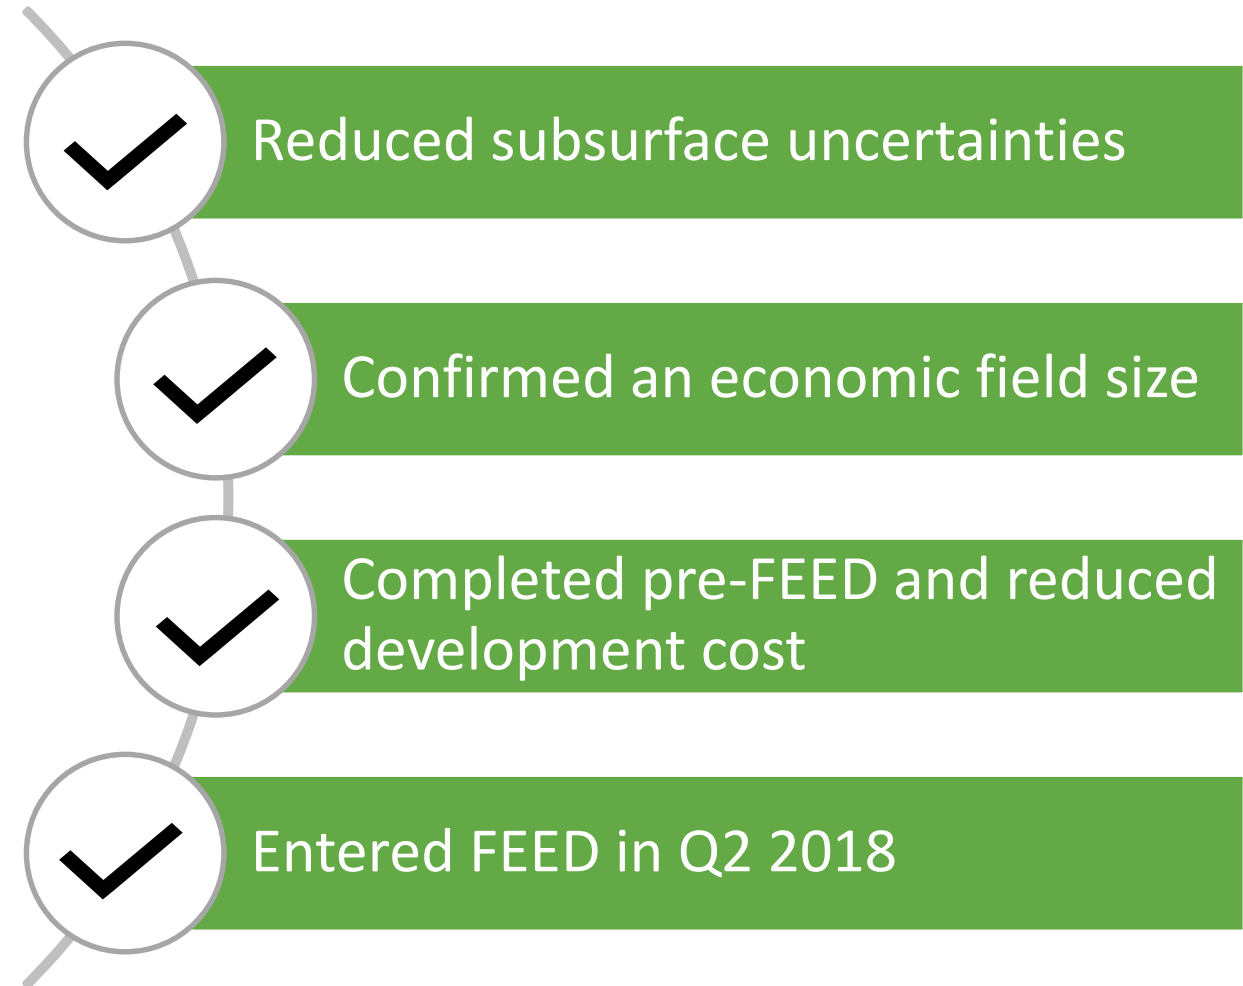 Reduced subsurface uncertainties
Confirmed an economic field size
Completed pre-FEED and reduced
development cost
Entered FEED in Q2 2018